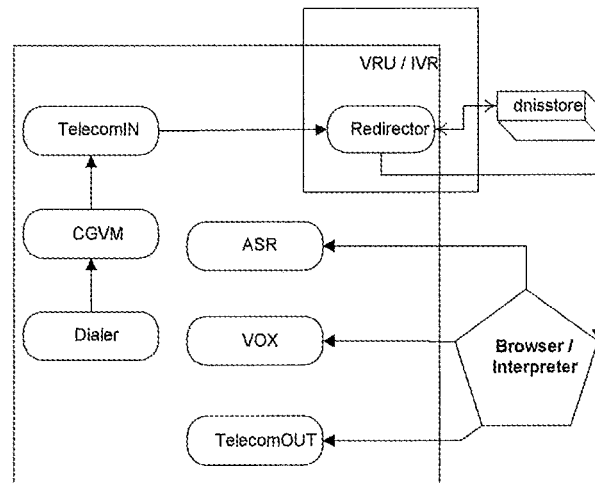 VRU / IVR
dnisstore
TelecomIN
Redirector
CGVM
ASR
Dialer
VOX
Browser /
Interpreter
TelecomOUT